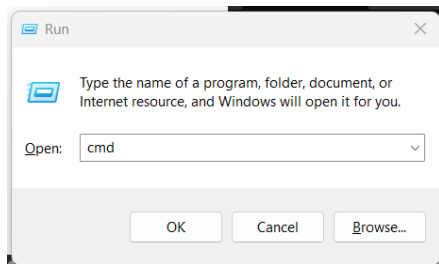 Run
Type the name of a program, folder, document, or
Internet resource, and Windows will open it for you.
Open: cmd
OK Cancel Browse...